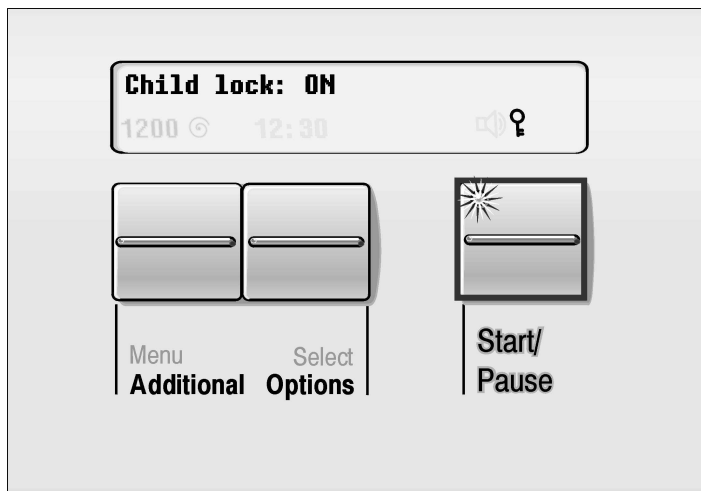 Child lock: ON
1200 12:30
Menu Select
Additional Options
Start/
Pause